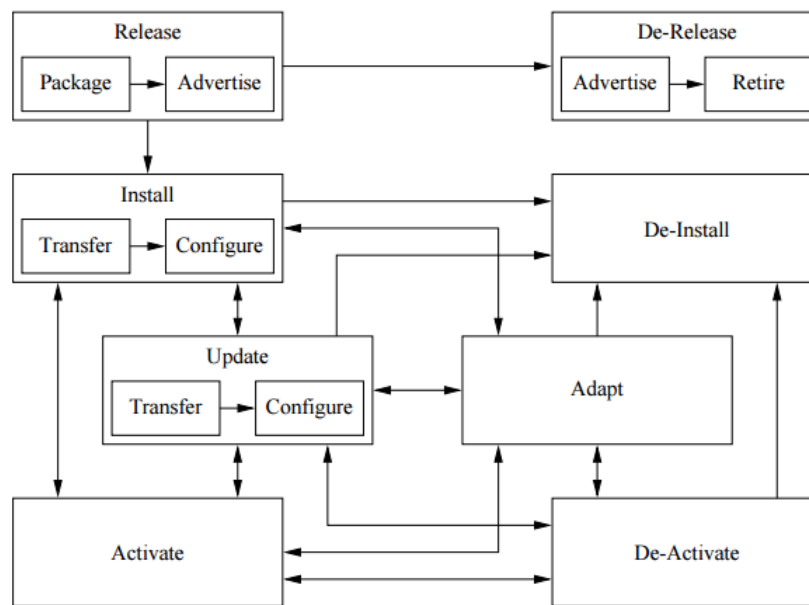 Release
Package
Advertise
De-Release
Advertise
Retire
Install
Transfer
Configure
De-Install
Update
Transfer
Configure
Adapt
Activate
De-Activate